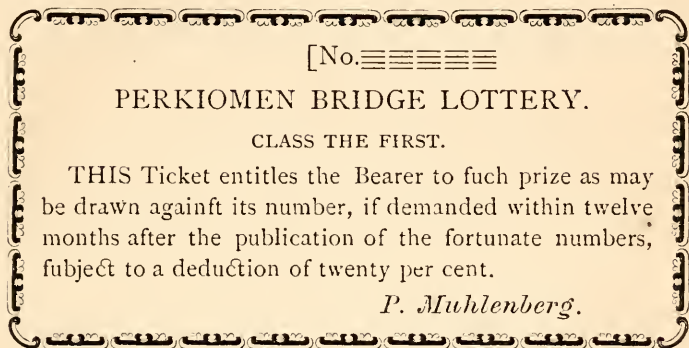 [No.
PERKIOMEN BRIDGE LOTTERY.
CLASS THE FIRST.
THIS Ticket entitles the Bearer to ſuch prize as may
be drawn againſt its number, if demanded within twelve
months after the publication of the fortunate numbers,
ſubject to a deduction of twenty per cent.
P. Muhlenberg.